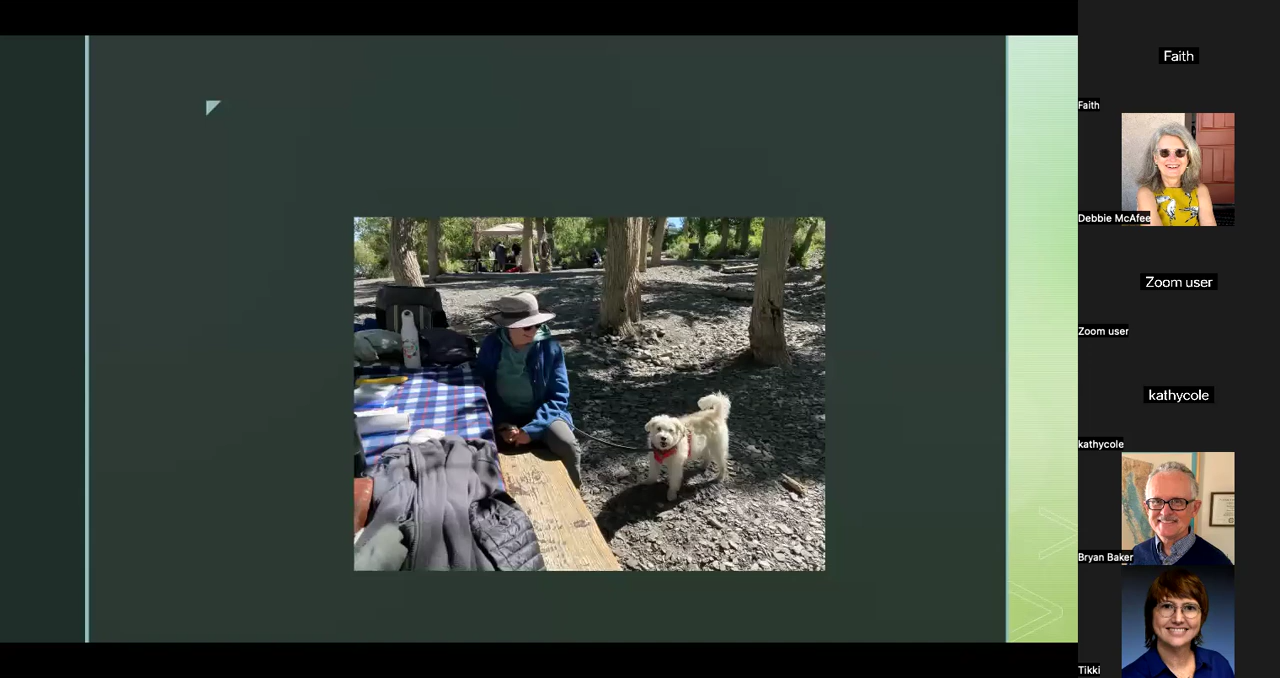 Faith
Faith
Debbie McAfee
Zoom user
Zoom user
kathycole
kathycole
Bryan Baker
Tikki